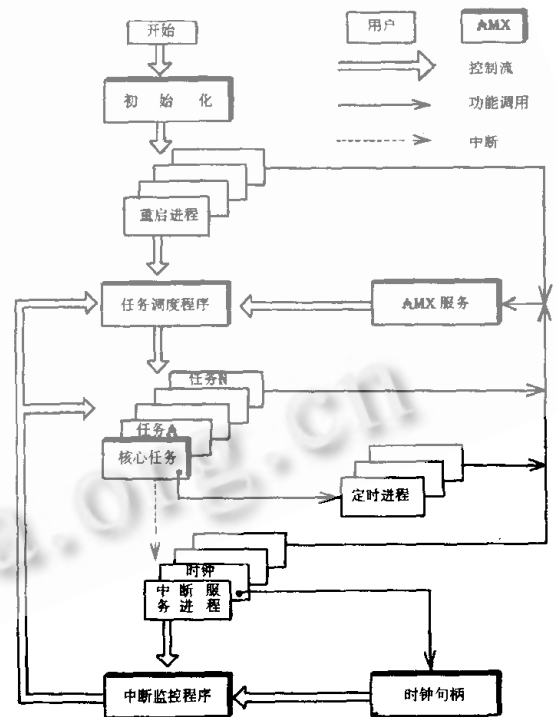 开始
用户
AMX
控制流
初始化
功能调用
中断
重启进程
任务调度程序
AMX 服务
任务N
任务A
核心任务
定时进程
时钟
中断服
务进程
中断监控程序
时钟句柄
a.org.cn